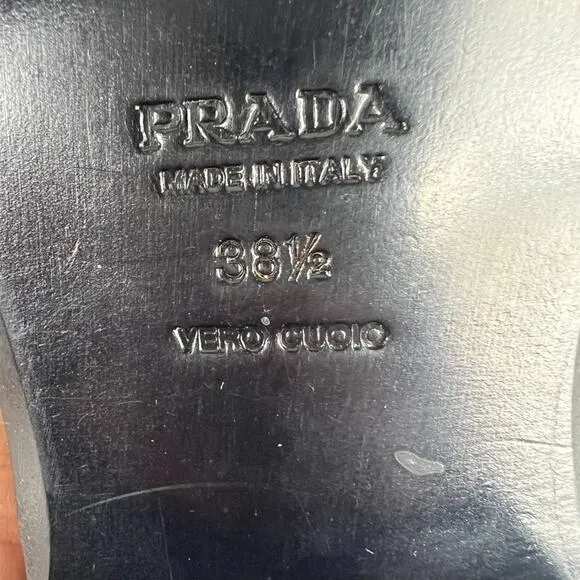 PRADA
MADE IN ITALY
38½
VERO CUOIO